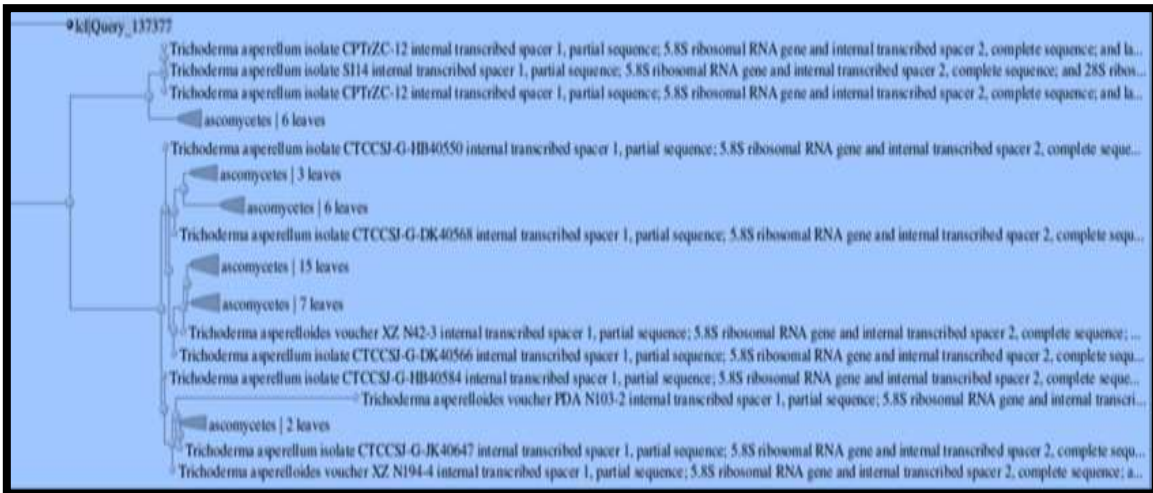 lcl|Query_137377
Trichoderma asperellum isolate CPTrZC-12 internal transcribed spacer 1, partial sequence; 5.8S ribosomal RNA gene and internal transcribed spacer 2, complete sequence; and la...
Trichoderma asperellum isolate SI14 internal transcribed spacer 1, partial sequence; 5.8S ribosomal RNA gene and internal transcribed spacer 2, complete sequence; and 28S ribos...
Trichoderma asperellum isolate CPTrZC-12 internal transcribed spacer 1, partial sequence; 5.8S ribosomal RNA gene and internal transcribed spacer 2, complete sequence; and la...
ascomycetes | 6 leaves
Trichoderma asperellum isolate CTCCSJ-G-HB40550 internal transcribed spacer 1, partial sequence; 5.8S ribosomal RNA gene and internal transcribed spacer 2, complete seque...
ascomycetes | 3 leaves
ascomycetes | 6 leaves
Trichoderma asperellum isolate CTCCSJ-G-DK40568 internal transcribed spacer 1, partial sequence; 5.8S ribosomal RNA gene and internal transcribed spacer 2, complete sequ...
ascomycetes | 15 leaves
ascomycetes | 7 leaves
Trichoderma asperelloides voucher XZ N42-3 internal transcribed spacer 1, partial sequence; 5.8S ribosomal RNA gene and internal transcribed spacer 2, complete sequence; ...
Trichoderma asperellum isolate CTCCSJ-G-DK40566 internal transcribed spacer 1, partial sequence; 5.8S ribosomal RNA gene and internal transcribed spacer 2, complete sequ...
Trichoderma asperellum isolate CTCCSJ-G-HB40584 internal transcribed spacer 1, partial sequence; 5.8S ribosomal RNA gene and internal transcribed spacer 2, complete seque...
Trichoderma asperelloides voucher PDA N103-2 internal transcribed spacer 1, partial sequence; 5.8S ribosomal RNA gene and internal transcri...
ascomycetes | 2 leaves
Trichoderma asperellum isolate CTCCSJ-G-JK40647 internal transcribed spacer 1, partial sequence; 5.8S ribosomal RNA gene and internal transcribed spacer 2, complete sequ...
Trichoderma asperelloides voucher XZ N194-4 internal transcribed spacer 1, partial sequence; 5.8S ribosomal RNA gene and internal transcribed spacer 2, complete sequence; a...